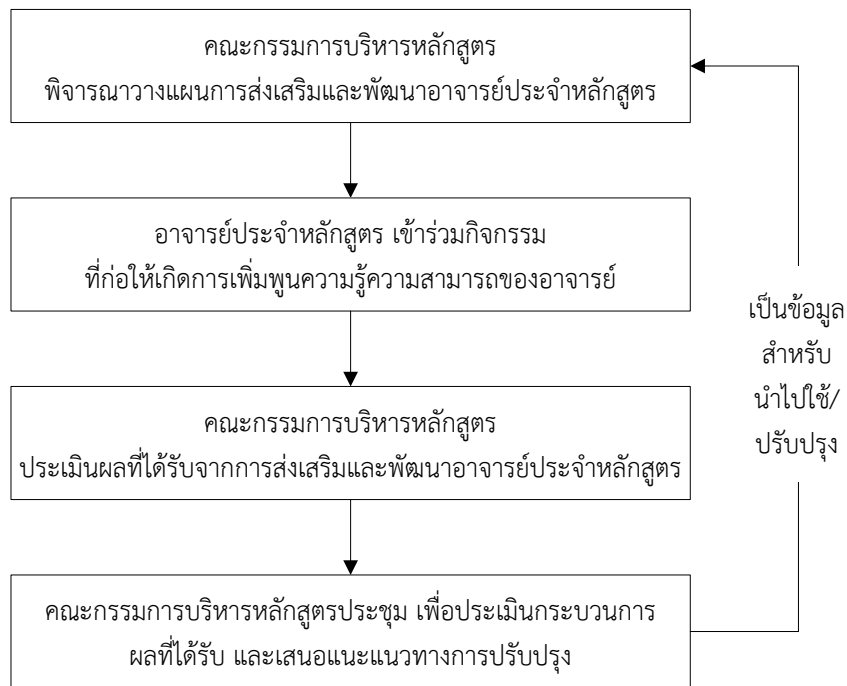 คณะกรรมการบริหารหลักสูตร
พิจารณาวางแผนการส่งเสริมและพัฒนาอาจารย์ประจำหลักสูตร
อาจารย์ประจำหลักสูตร เข้าร่วมกิจกรรม
ที่ก่อให้เกิดการเพิ่มพูนความรู้ความสามารถของอาจารย์
คณะกรรมการบริหารหลักสูตร
ประเมินผลที่ได้รับจากการส่งเสริมและพัฒนาอาจารย์ประจำหลักสูตร
คณะกรรมการบริหารหลักสูตรประชุม เพื่อประเมินกระบวนการ
ผลที่ได้รับ และเสนอแนะแนวทางการปรับปรุง
เป็นข้อมูล
สำหรับ
นำไปใช้/
ปรับปรุง